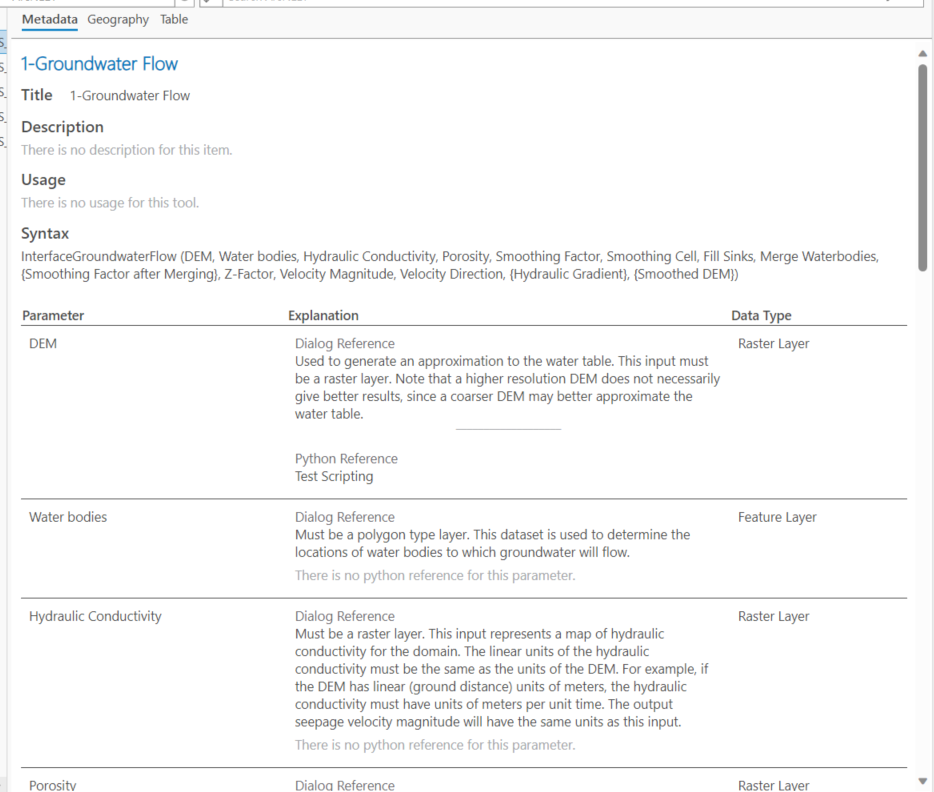 Metadata Geography Table
1-Groundwater Flow
Title 1-Groundwater Flow
Description
There is no description for this item.
Usage
There is no usage for this tool.
Syntax
InterfaceGroundwaterFlow (DEM, Water bodies, Hydraulic Conductivity, Porosity, Smoothing Factor, Smoothing Cell, Fill Sinks, Merge Waterbodies,
{Smoothing Factor after Merging}, Z-Factor, Velocity Magnitude, Velocity Direction, {Hydraulic Gradient}, {Smoothed DEM})
Parameter Explanation Data Type
DEM Dialog Reference Raster Layer
Used to generate an approximation to the water table. This input must
be a raster layer. Note that a higher resolution DEM does not necessarily
give better results, since a coarser DEM may better approximate the
water table.
Python Reference
Test Scripting
Water bodies Dialog Reference Feature Layer
Must be a polygon type layer. This dataset is used to determine the
locations of water bodies to which groundwater will flow.
There is no python reference for this parameter.
Hydraulic Conductivity Dialog Reference Raster Layer
Must be a raster layer. This input represents a map of hydraulic
conductivity for the domain. The linear units of the hydraulic
conductivity must be the same as the units of the DEM. For example, if
the DEM has linear (ground distance) units of meters, the hydraulic
conductivity must have units of meters per unit time. The output
seepage velocity magnitude will have the same units as this input.
There is no python reference for this parameter.
Porosity Dialog Reference Raster Layer